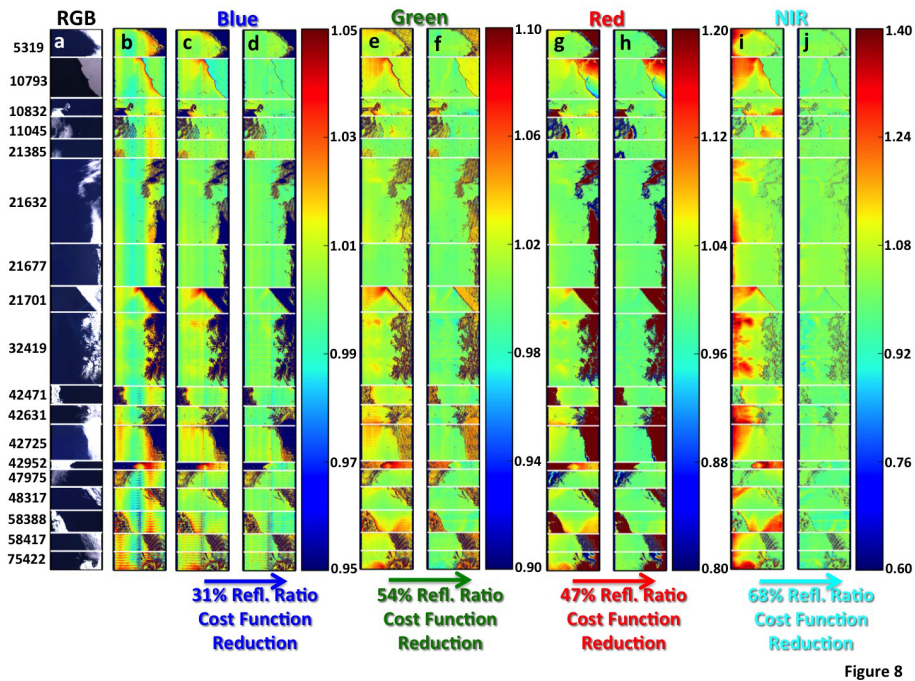 RGB Blue Green Red NIR
a b c d e f g h i j
5319
10793
10832
11045
21385
21632
21677
21701
32419
42471
42631
42725
42952
47975
48317
58388
58417
75422
1.05
1.03
1.01
0.99
0.97
0.95
1.10
1.06
1.02
0.98
0.94
0.90
1.20
1.12
1.04
0.96
0.88
0.80
1.40
1.24
1.08
0.92
0.76
0.60
31% Refl. Ratio
Cost Function
Reduction
54% Refl. Ratio
Cost Function
Reduction
47% Refl. Ratio
Cost Function
Reduction
68% Refl. Ratio
Cost Function
Reduction
Figure 8